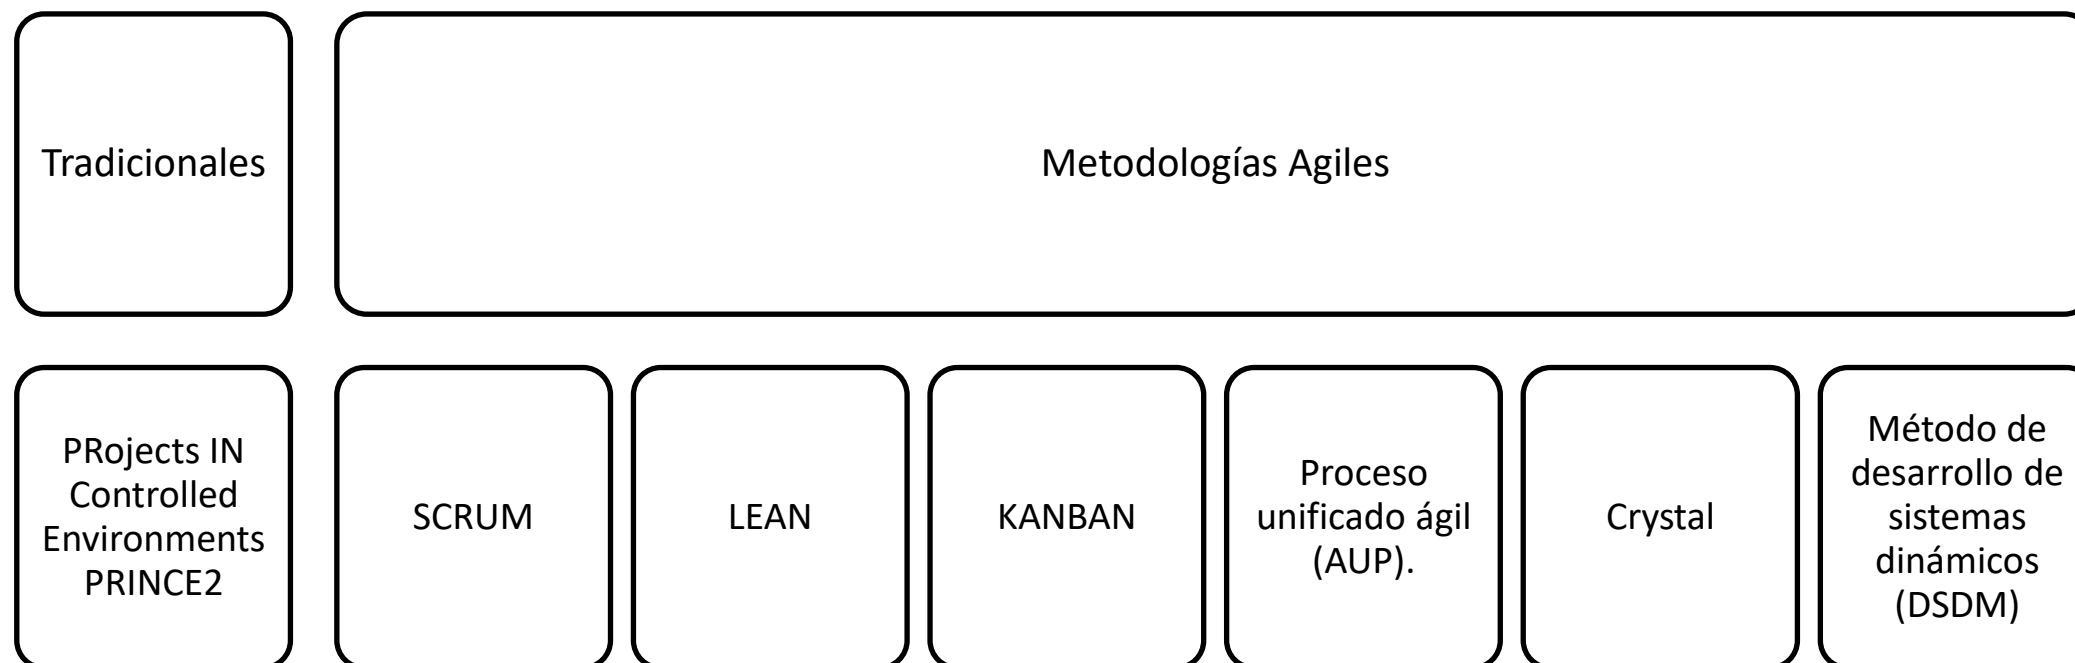 Tradicionales
Metodologías Agiles
PRojects IN
Controlled
Environments
PRINCE2
SCRUM
LEAN
KANBAN
Proceso
unificado ágil
(AUP).
Crystal
Método de
desarrollo de
sistemas
dinámicos
(DSDM)